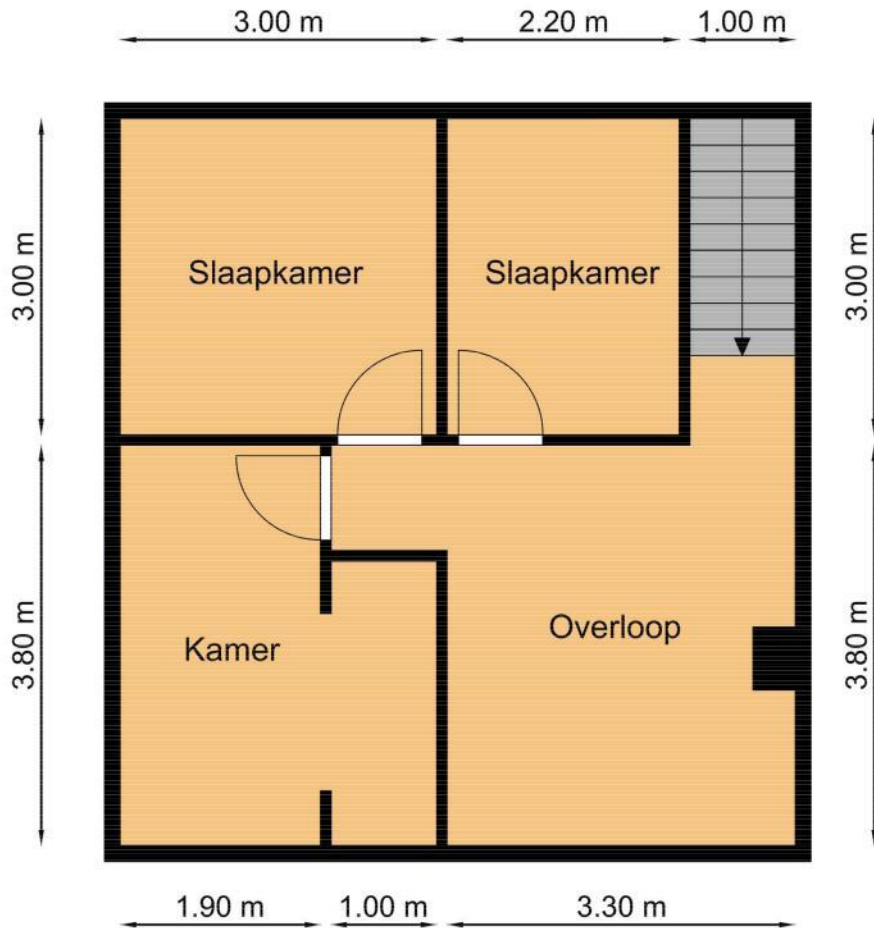 3.00 m 2.20 m 1.00 m
3.00 m
3.00 m
Slaapkamer
Slaapkamer
3.80 m
3.80 m
Kamer
Overloop
1.90 m 1.00 m 3.30 m